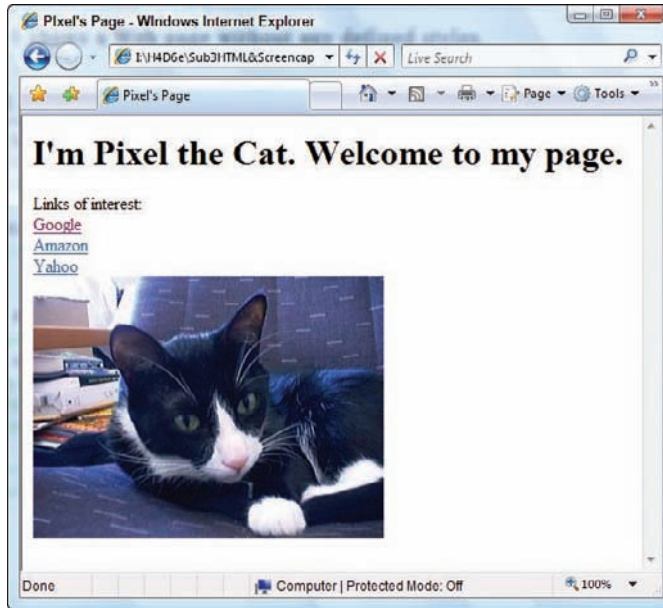 Pixel's Page - Windows Internet Explorer
I:\H4D6e\Sub3HTML&Screencap
Live Search
Pixel's Page
Page
Tools
I'm Pixel the Cat. Welcome to my page.
Links of interest:
Google
Amazon
Yahoo
Done
Computer | Protected Mode: Off
100%